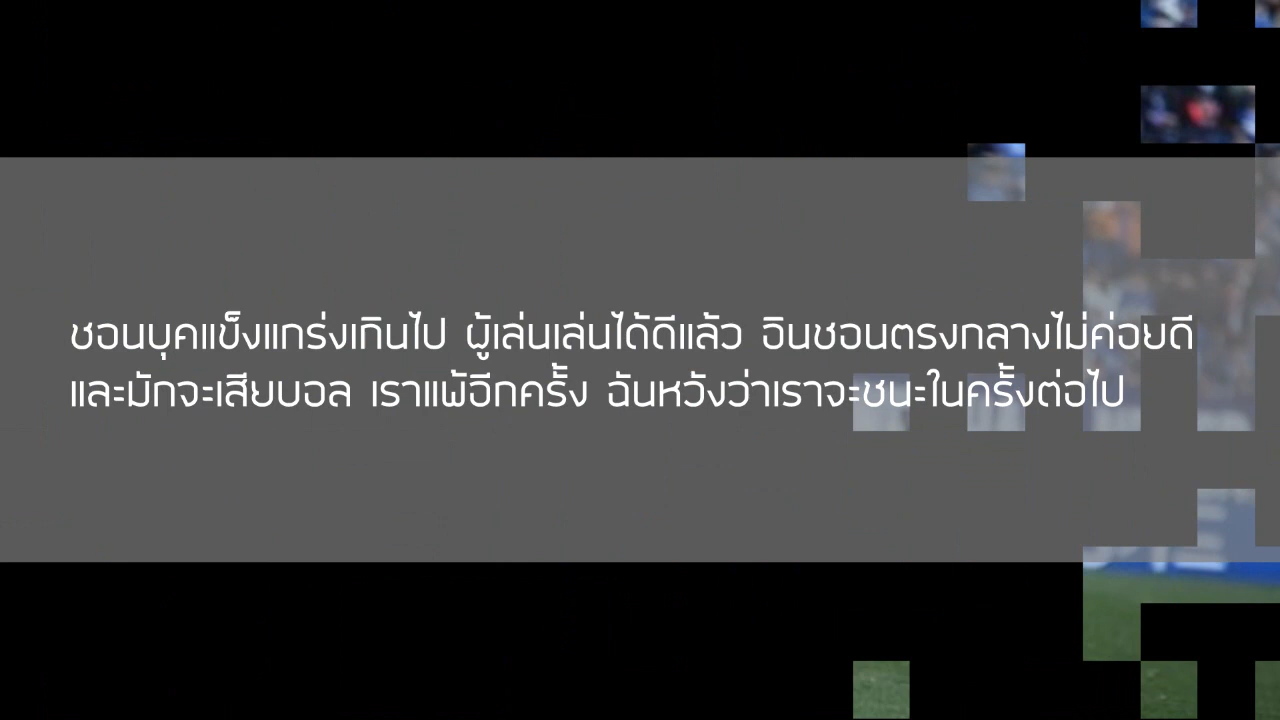 ชอนบุคแข็งแกร่งเกินไป ผู้เล่นเล่นได้ดีแล้ว อินชอนตรงกลางไม่ค่อยดี
และมักจะเสียบอล เราแพ้อีกครั้ง ฉันหวังว่าเราจะชนะในครั้งต่อไป